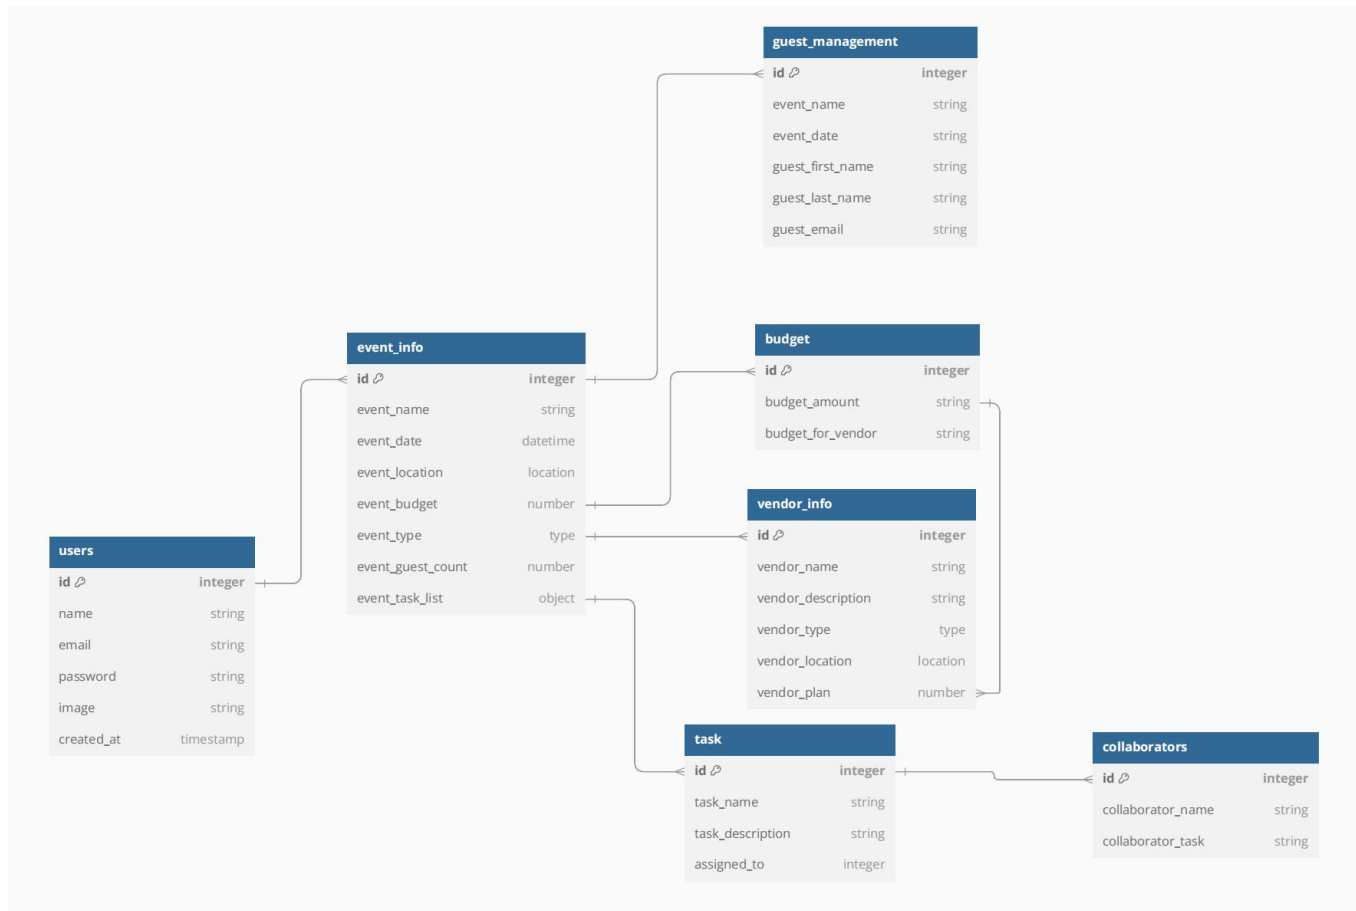 guest_management
id integer
event_name string
event_date string
guest_first_name string
guest_last_name string
guest_email string
event_info
id integer
event_name string
event_date datetime
event_location location
event_budget number
event_type type
event_guest_count number
event_task_list object
budget
id integer
budget_amount string
budget_for_vendor string
vendor_info
id integer
vendor_name string
vendor_description string
vendor_type type
vendor_location location
vendor_plan number
users
id integer
name string
email string
password string
image string
created_at timestamp
task
id integer
task_name string
task_description string
assigned_to integer
collaborators
id integer
collaborator_name string
collaborator_task string